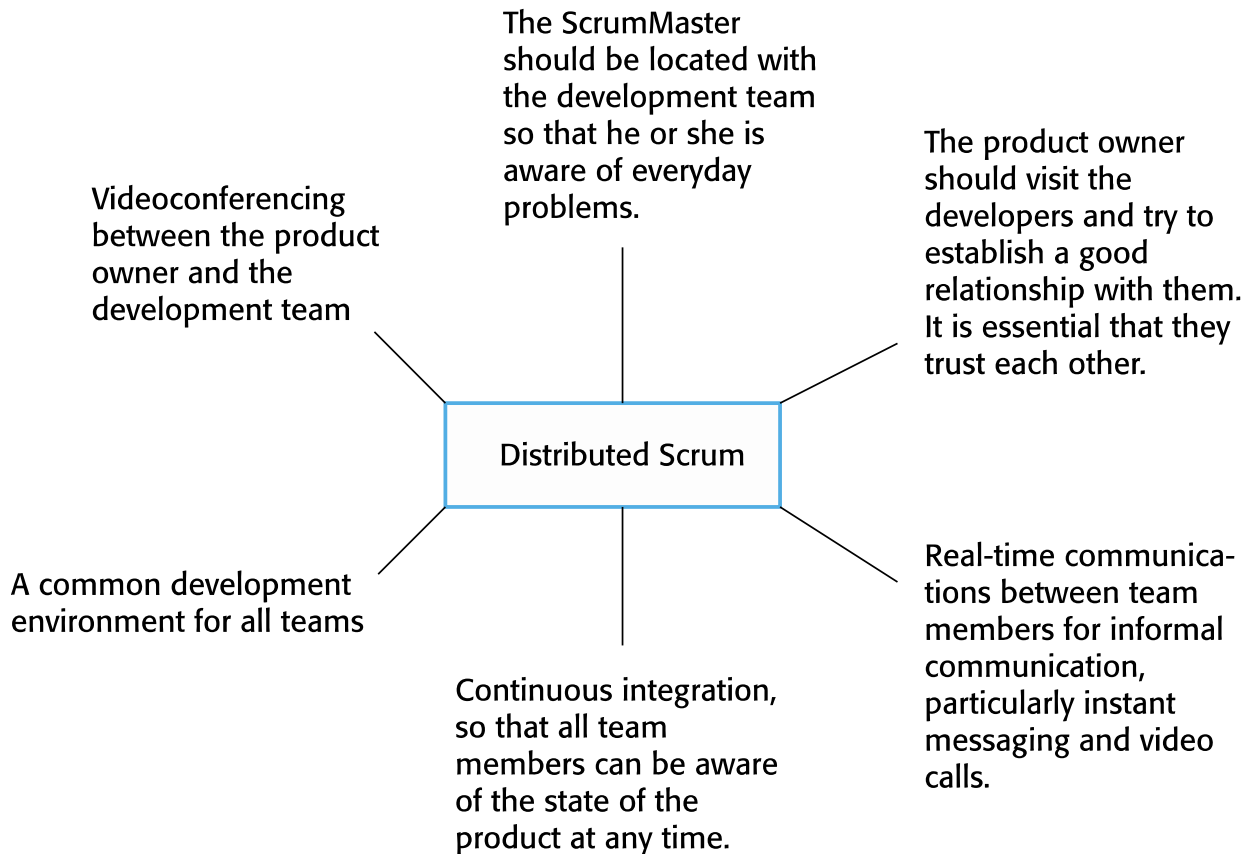 The ScrumMaster
should be located with
the development team
so that he or she is
aware of everyday
problems.
Videoconferencing
between the product
owner and the
development team
The product owner
should visit the
developers and try to
establish a good
relationship with them.
It is essential that they
trust each other.
Distributed Scrum
A common development
environment for all teams
Continuous integration,
so that all team
members can be aware
of the state of the
product at any time.
Real-time communica-
tions between team
members for informal
communication,
particularly instant
messaging and video
calls.